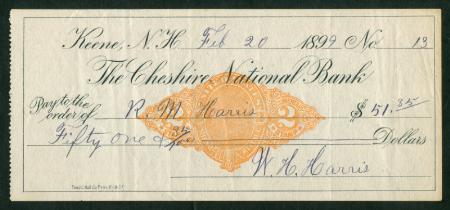 Keene, N.H. Feb 20 1899 No. 13
The Cheshire National Bank
Pay to the order of R. M. Harris $51.35
Fifty one & 35/100 Dollars
W. H. Harris